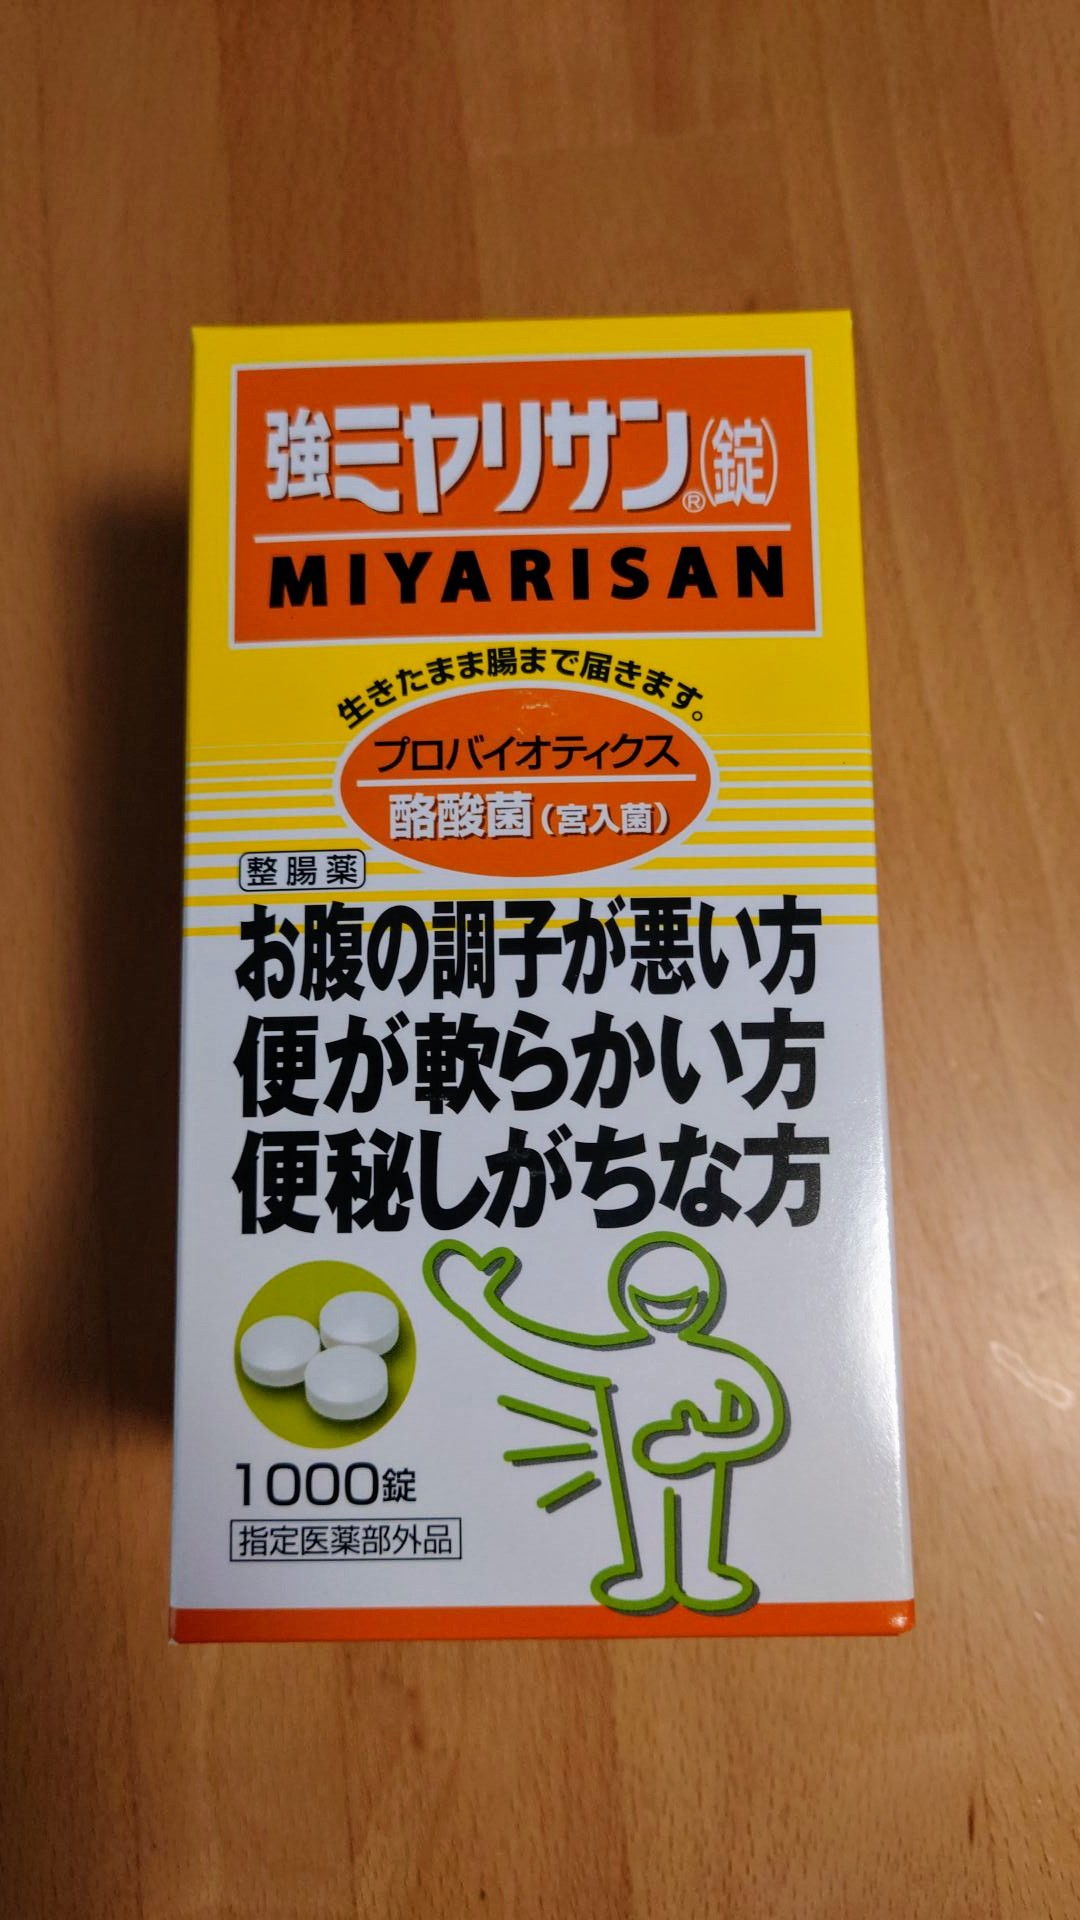 強ミヤリサン®(錠)
MIYARISAN
生きたまま腸まで届きます。
プロバイオティクス
酪酸菌(宮入菌)
整腸薬
お腹の調子が悪い方
便が軟らかい方
便秘しがちな方
1000錠
指定医薬部外品